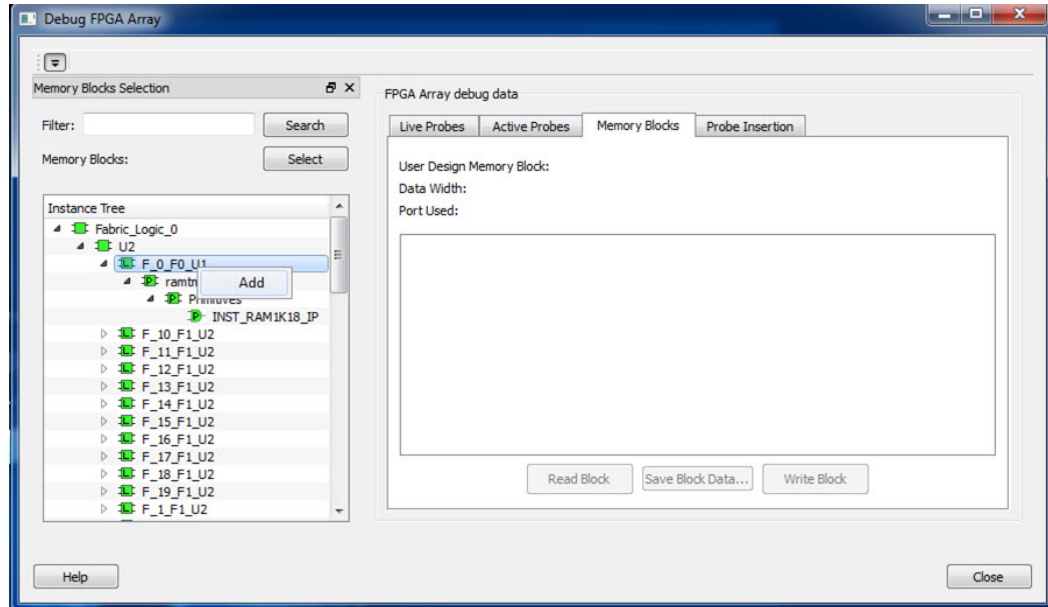 Debug FPGA Array
Memory Blocks Selection
Filter:
Search
Memory Blocks:
Select
Instance Tree
Fabric_Logic_0
U2
F_0_F0_U1
Add
Primitives
INST_RAM1K18_IP
F_10_F1_U2
F_11_F1_U2
F_12_F1_U2
F_13_F1_U2
F_14_F1_U2
F_15_F1_U2
F_16_F1_U2
F_17_F1_U2
F_18_F1_U2
F_19_F1_U2
F_1_F1_U2
FPGA Array debug data
Live Probes Active Probes Memory Blocks Probe Insertion
User Design Memory Block:
Data Width:
Port Used:
Read Block Save Block Data... Write Block
Help
Close